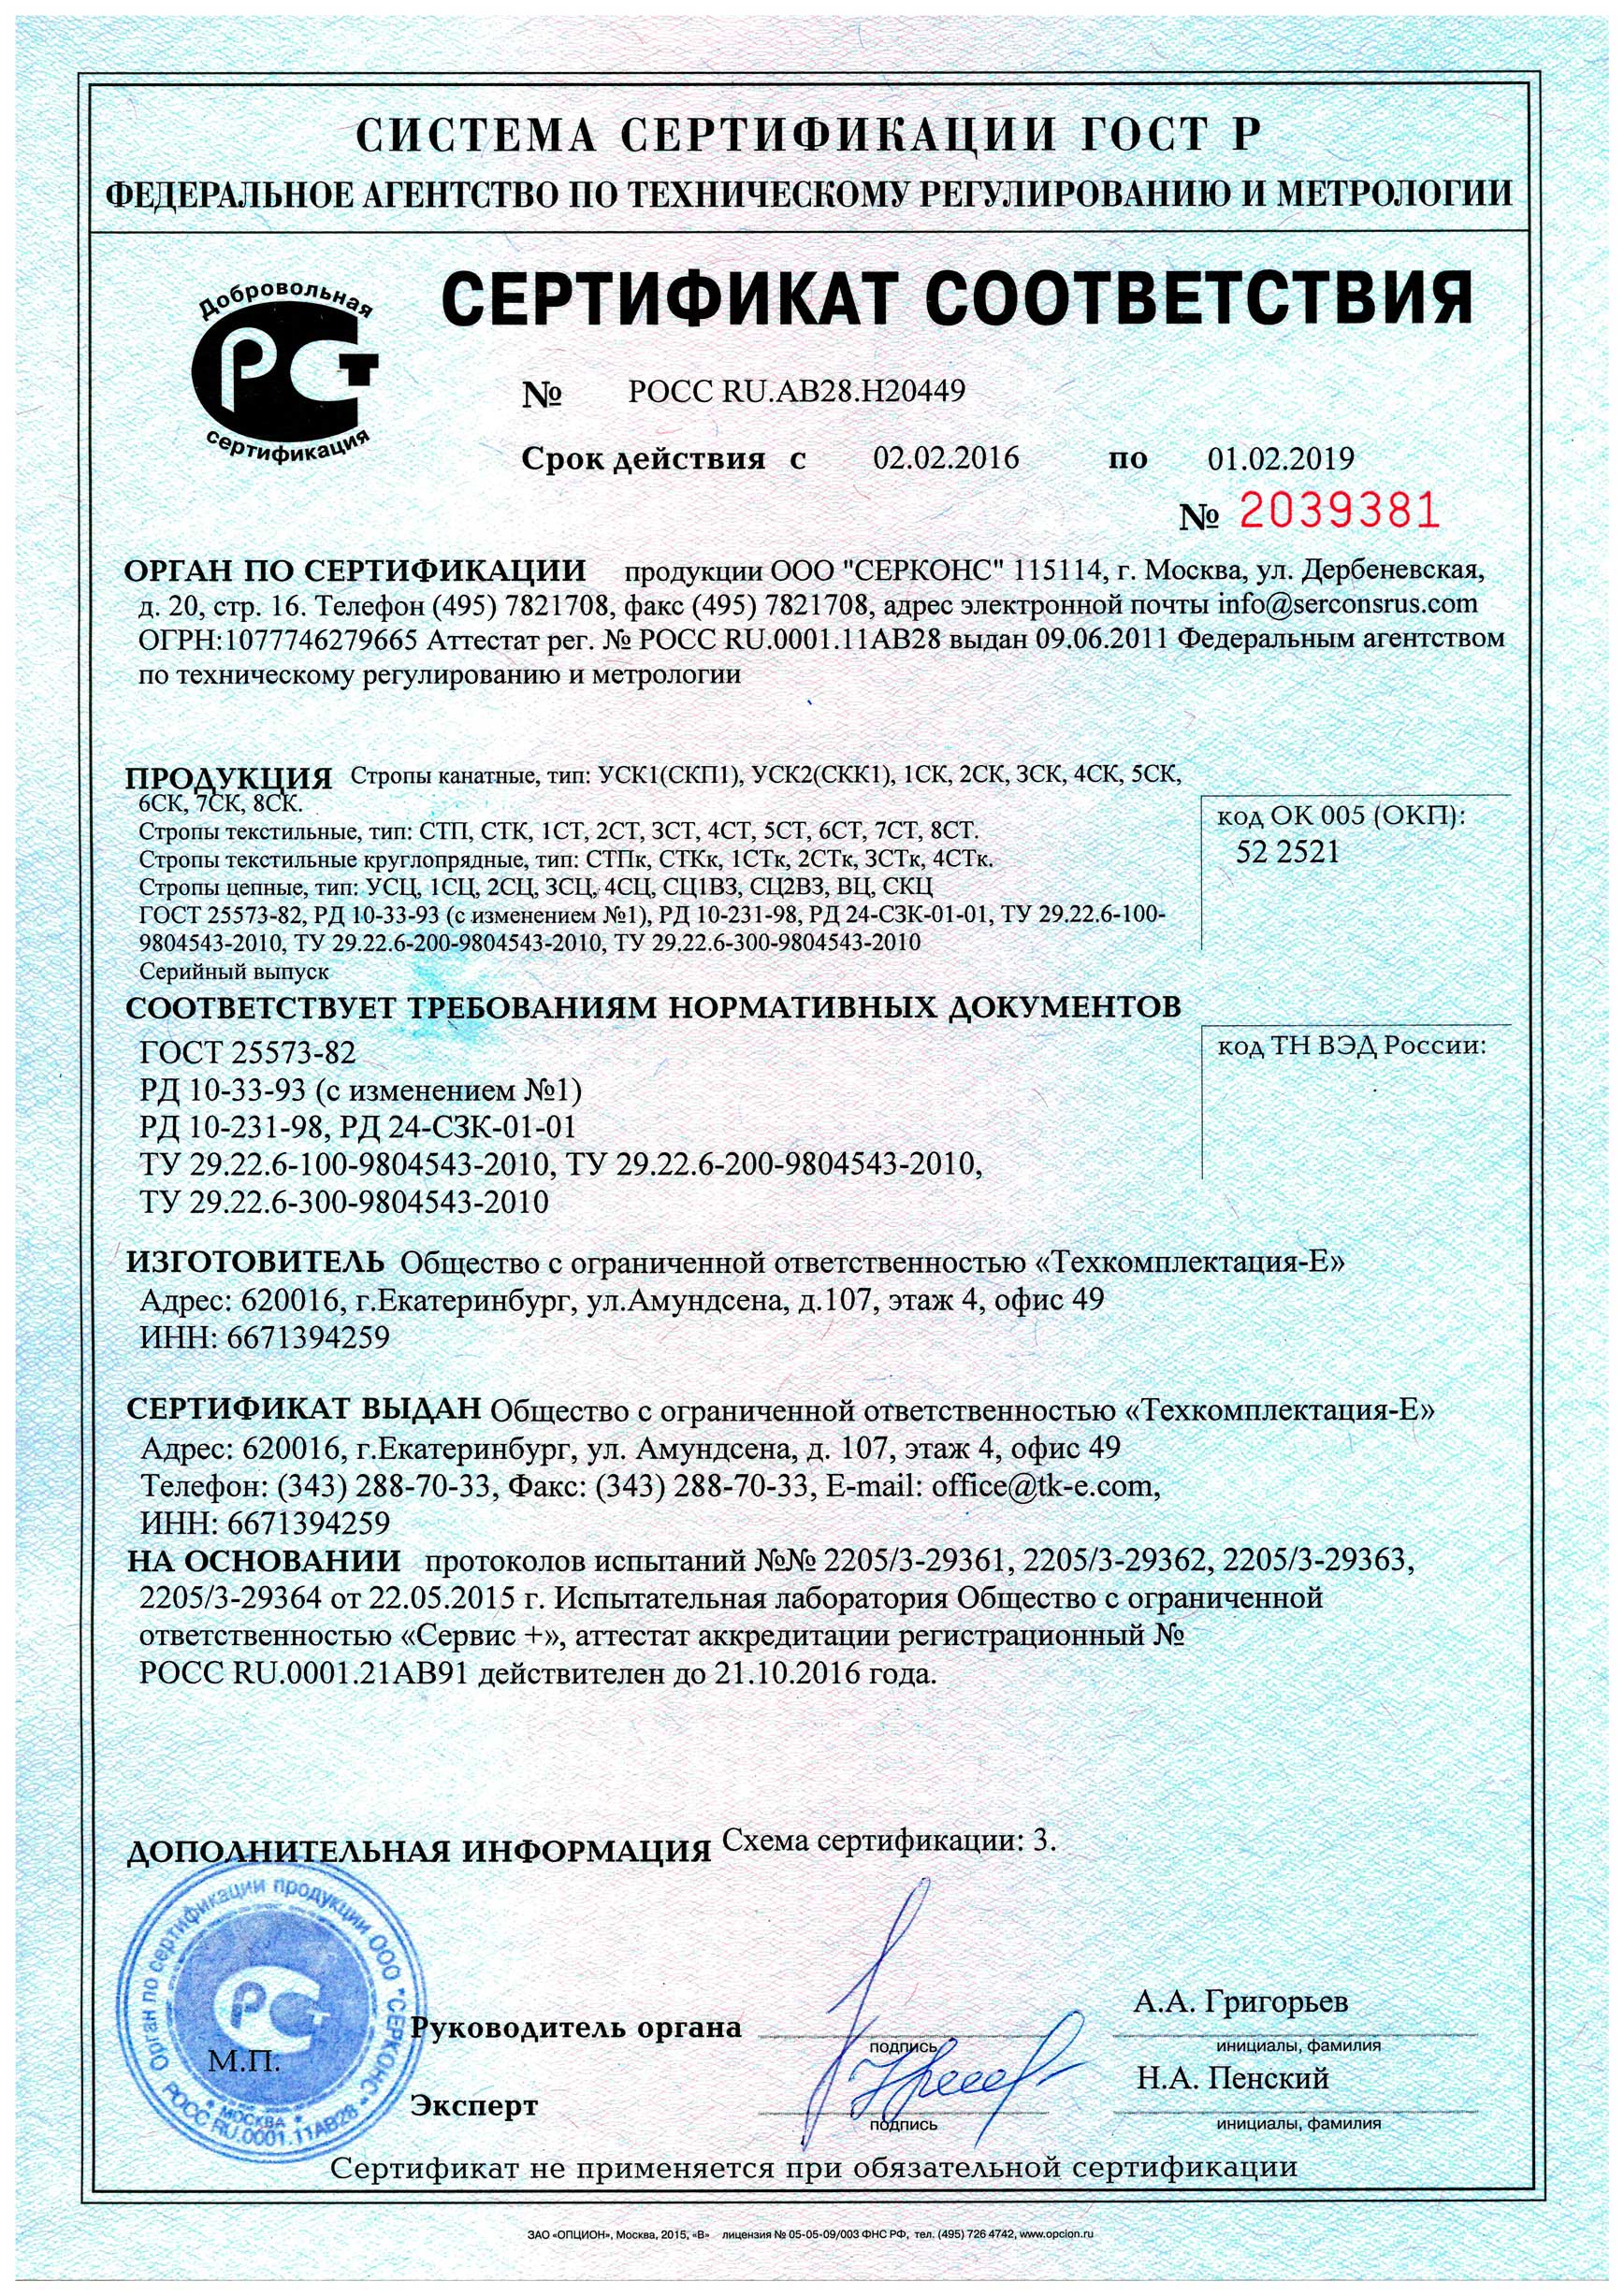 СИСТЕМА СЕРТИФИКАЦИИ ГОСТ Р
ФЕДЕРАЛЬНОЕ АГЕНТСТВО ПО ТЕХНИЧЕСКОМУ РЕГУЛИРОВАНИЮ И МЕТРОЛОГИИ
Добровольная
РСТ
сертификация
СЕРТИФИКАТ СООТВЕТСТВИЯ
№ РОСС RU.АВ28.Н20449
Срок действия с 02.02.2016 по 01.02.2019
№ 2039381
ОРГАН ПО СЕРТИФИКАЦИИ продукции ООО "СЕРКОНС" 115114, г. Москва, ул. Дербеневская,
д. 20, стр. 16. Телефон (495) 7821708, факс (495) 7821708, адрес электронной почты info@serconsrus.com
ОГРН:1077746279665 Аттестат рег. № РОСС RU.0001.11АВ28 выдан 09.06.2011 Федеральным агентством
по техническому регулированию и метрологии
ПРОДУКЦИЯ Стропы канатные, тип: УСК1(СКП1), УСК2(СКК1), 1СК, 2СК, 3СК, 4СК, 5СК,
6СК, 7СК, 8СК.
Стропы текстильные, тип: СТП, СТК, 1СТ, 2СТ, 3СТ, 4СТ, 5СТ, 6СТ, 7СТ, 8СТ.
Стропы текстильные круглопрядные, тип: СТПк, СТКк, 1СТк, 2СТк, 3СТк, 4СТк.
Стропы цепные, тип: УСЦ, 1СЦ, 2СЦ, 3СЦ, 4СЦ, СЦ1ВЗ, СЦ2ВЗ, ВЦ, СКЦ
ГОСТ 25573-82, РД 10-33-93 (с изменением №1), РД 10-231-98, РД 24-СЗК-01-01, ТУ 29.22.6-100-
9804543-2010, ТУ 29.22.6-200-9804543-2010, ТУ 29.22.6-300-9804543-2010
Серийный выпуск
код ОК 005 (ОКП):
52 2521
СООТВЕТСТВУЕТ ТРЕБОВАНИЯМ НОРМАТИВНЫХ ДОКУМЕНТОВ
ГОСТ 25573-82
РД 10-33-93 (с изменением №1)
РД 10-231-98, РД 24-СЗК-01-01
ТУ 29.22.6-100-9804543-2010, ТУ 29.22.6-200-9804543-2010,
ТУ 29.22.6-300-9804543-2010
код ТН ВЭД России:
ИЗГОТОВИТЕЛЬ Общество с ограниченной ответственностью «Техкомплектация-Е»
Адрес: 620016, г.Екатеринбург, ул.Амундсена, д.107, этаж 4, офис 49
ИНН: 6671394259
СЕРТИФИКАТ ВЫДАН Общество с ограниченной ответственностью «Техкомплектация-Е»
Адрес: 620016, г.Екатеринбург, ул. Амундсена, д. 107, этаж 4, офис 49
Телефон: (343) 288-70-33, Факс: (343) 288-70-33, E-mail: office@tk-e.com,
ИНН: 6671394259
НА ОСНОВАНИИ протоколов испытаний №№ 2205/3-29361, 2205/3-29362, 2205/3-29363,
2205/3-29364 от 22.05.2015 г. Испытательная лаборатория Общество с ограниченной
ответственностью «Сервис +», аттестат аккредитации регистрационный №
РОСС RU.0001.21АВ91 действителен до 21.10.2016 года.
ДОПОЛНИТЕЛЬНАЯ ИНФОРМАЦИЯ Схема сертификации: 3.
Орган по сертификации продукции ООО "СЕРКОНС"
РСТ
М.П.
* МОСКВА *
РОСС RU.0001.11АВ28
Руководитель органа
подпись
А.А. Григорьев
инициалы, фамилия
Эксперт
подпись
Н.А. Пенский
инициалы, фамилия
Сертификат не применяется при обязательной сертификации
ЗАО «ОПЦИОН», Москва, 2015, «В» лицензия № 05-05-09/003 ФНС РФ, тел. (495) 726 4742, www.opcion.ru